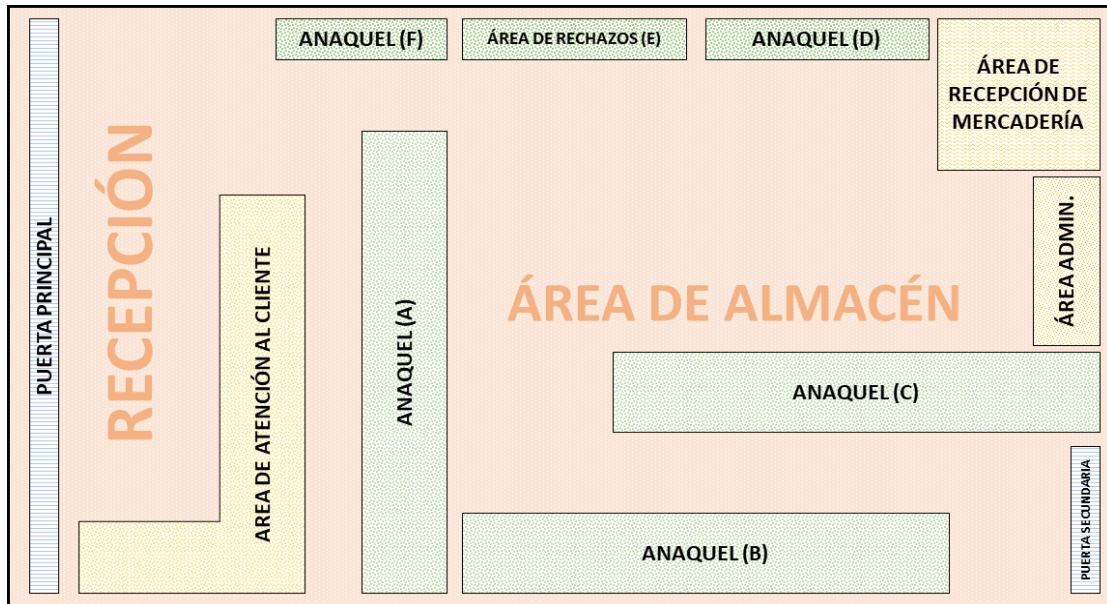 ANAQUEL (F)
ÁREA DE RECHAZOS (E)
ANAQUEL (D)
ÁREA DE
RECEPCIÓN DE
MERCADERÍA
PUERTA PRINCIPAL
RECEPCIÓN
AREA DE ATENCIÓN AL CLIENTE
ANAQUEL (A)
ÁREA DE ALMACÉN
ÁREA ADMIN.
ANAQUEL (C)
ANAQUEL (B)
PUERTA SECUNDARIA